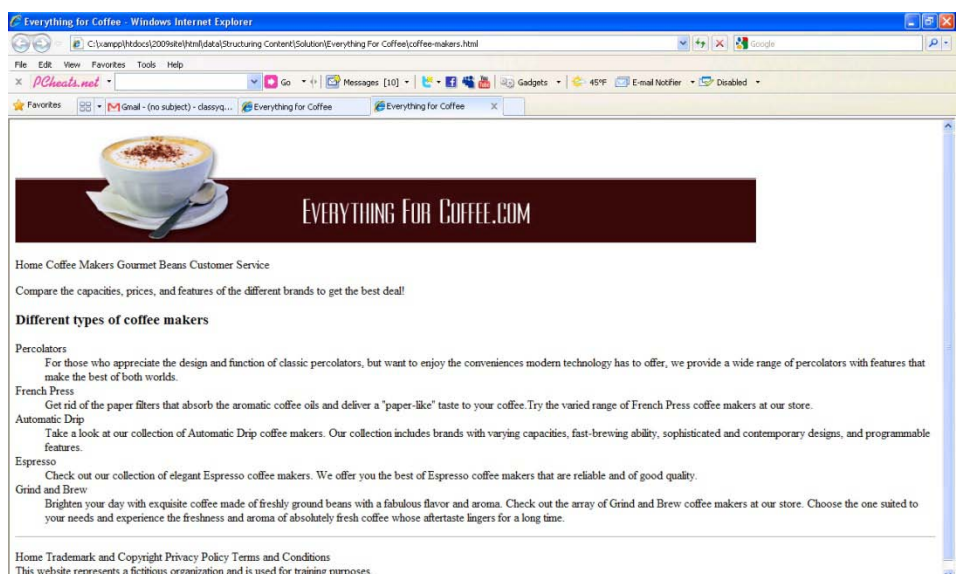 Everything for Coffee - Windows Internet Explorer
C:\xampp\htdocs\2009site\html\data\Structuring Content\Solution\Everything For Coffee\coffee-makers.html
Google
File Edit View Favorites Tools Help
PCheats.net Go Messages [10] Gadgets 45°F E-mail Notifier Disabled
Favorites Gmail - (no subject) - classyq... Everything for Coffee Everything for Coffee
EVERYTHING FOR COFFEE.COM
Home Coffee Makers Gourmet Beans Customer Service
Compare the capacities, prices, and features of the different brands to get the best deal!
Different types of coffee makers
Percolators
For those who appreciate the design and function of classic percolators, but want to enjoy the conveniences modern technology has to offer, we provide a wide range of percolators with features that
make the best of both worlds.
French Press
Get rid of the paper filters that absorb the aromatic coffee oils and deliver a "paper-like" taste to your coffee.Try the varied range of French Press coffee makers at our store.
Automatic Drip
Take a look at our collection of Automatic Drip coffee makers. Our collection includes brands with varying capacities, fast-brewing ability, sophisticated and contemporary designs, and programmable
features.
Espresso
Check out our collection of elegant Espresso coffee makers. We offer you the best of Espresso coffee makers that are reliable and of good quality.
Grind and Brew
Brighten your day with exquisite coffee made of freshly ground beans with a fabulous flavor and aroma. Check out the array of Grind and Brew coffee makers at our store. Choose the one suited to
your needs and experience the freshness and aroma of absolutely fresh coffee whose aftertaste lingers for a long time.
Home Trademark and Copyright Privacy Policy Terms and Conditions
This website represents a fictitious organization and is used for training purposes.